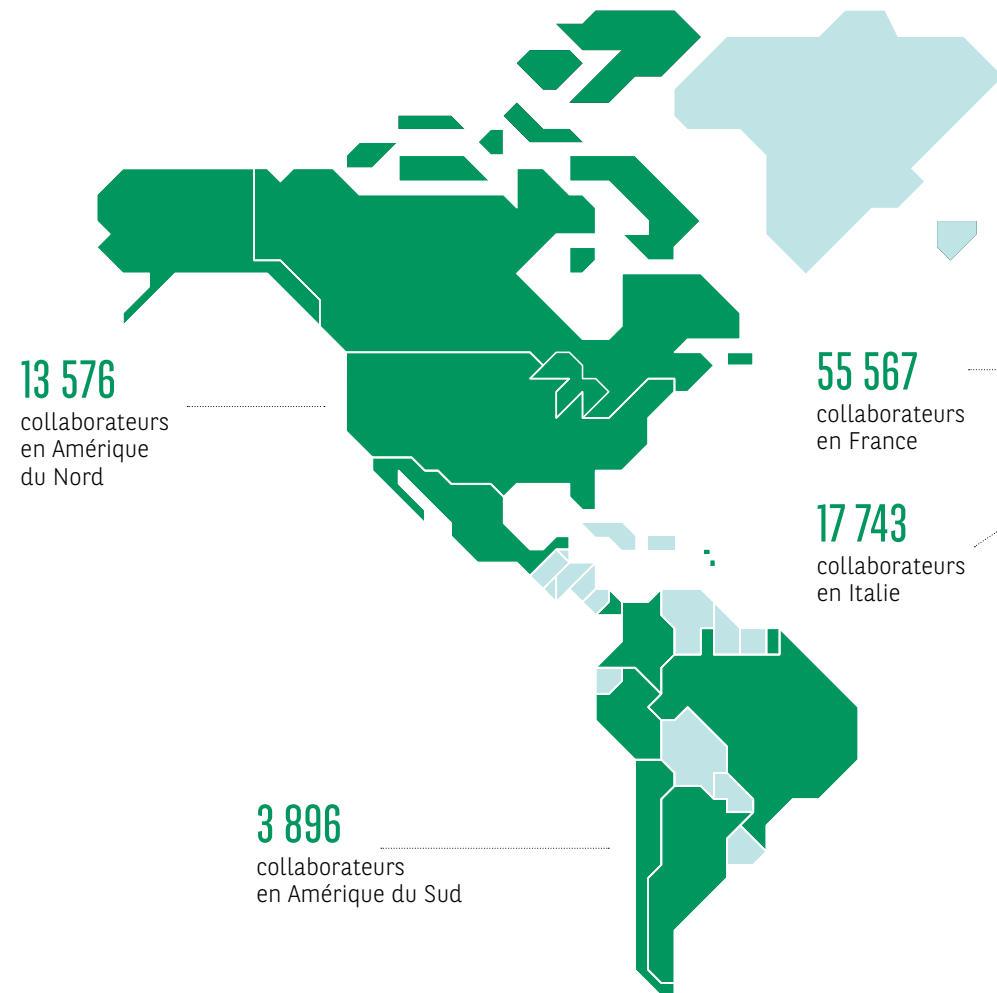 13 576
collaborateurs
en Amérique
du Nord
55 567
collaborateurs
en France
17 743
collaborateurs
en Italie
3 896
collaborateurs
en Amérique du Sud